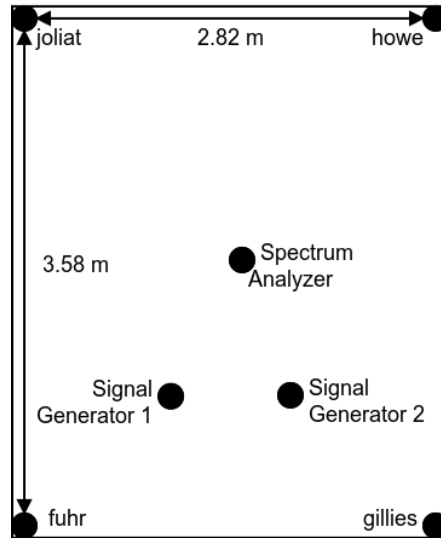 joliat
2.82 m
howe
3.58 m
Spectrum
Analyzer
Signal
Generator 1
Signal
Generator 2
fuhr
gillies